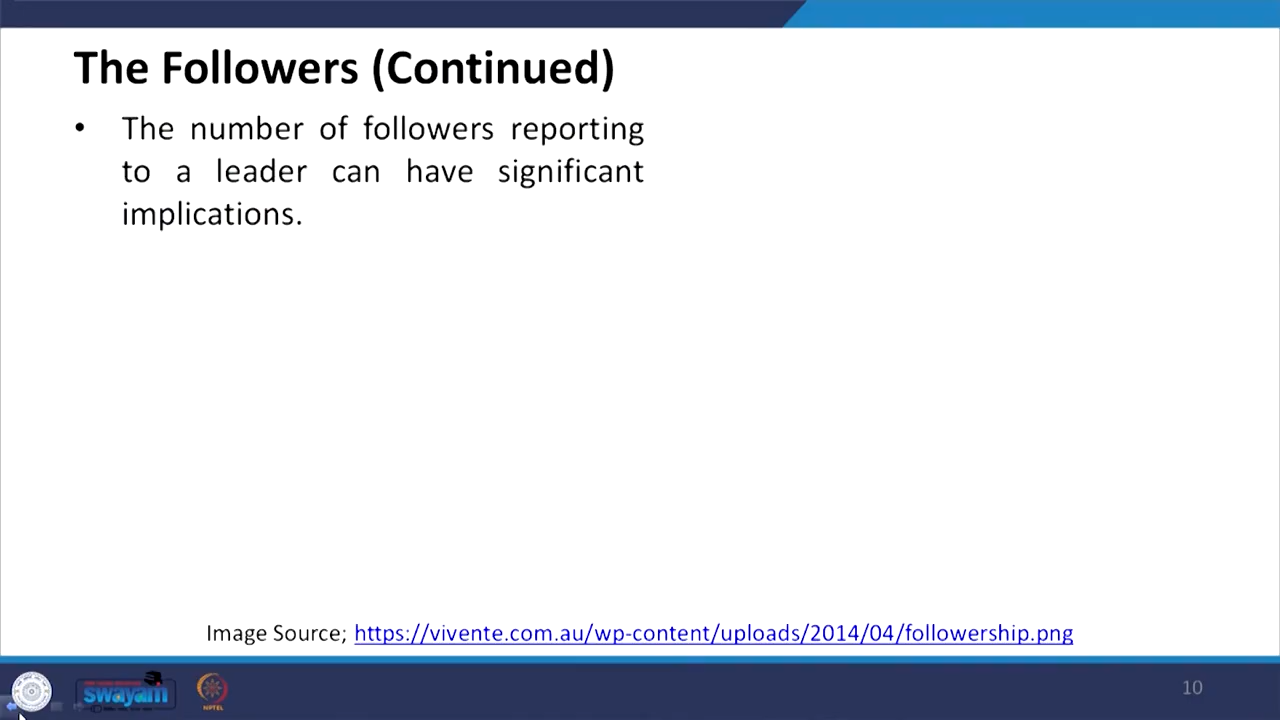 The Followers (Continued)
• The number of followers reporting
to a leader can have significant
implications.
Image Source; https://vivente.com.au/wp-content/uploads/2014/04/followership.png
swayam
NPTEL
10